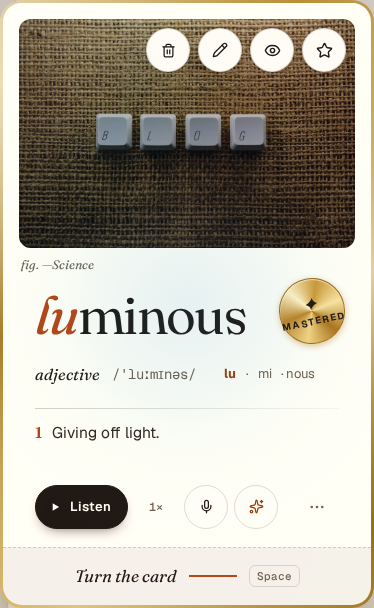 B L O G
fig. —Science
luminous
MASTERED
adjective /ˈluːmɪnəs/ lu · mi · nous
1 Giving off light.
Listen 1×
Turn the card Space